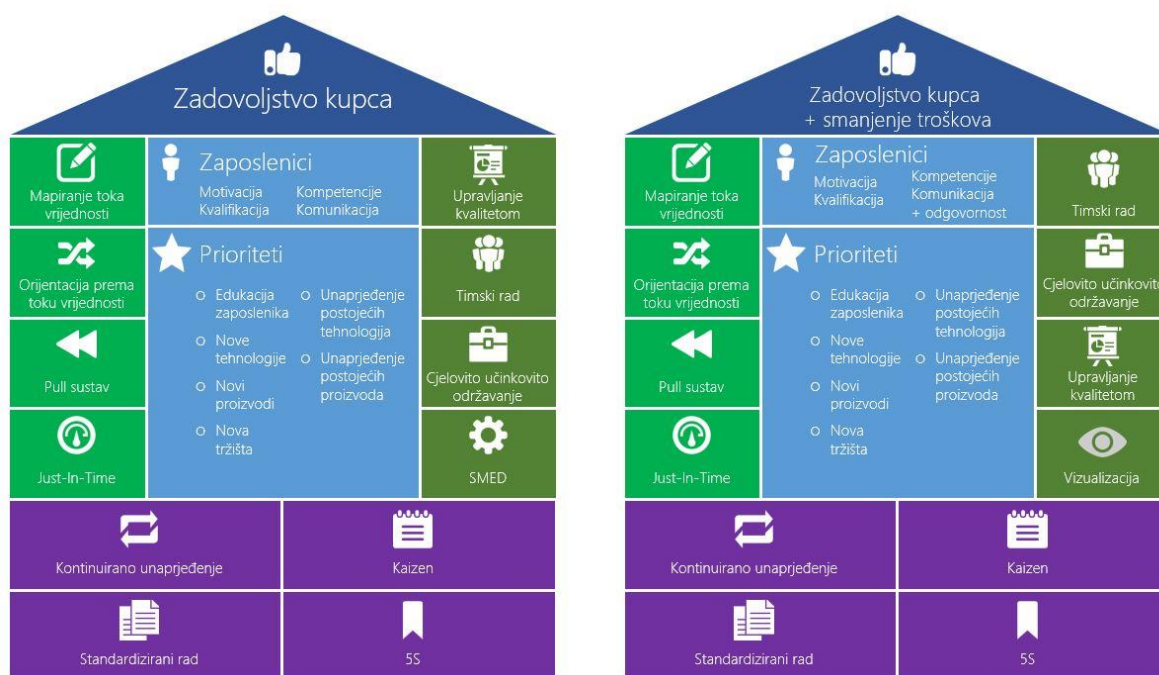 Zadovoljstvo kupca
Mapiranje toka
vrijednosti
Zaposlenici
Motivacija
Kvalifikacija
Kompetencije
Komunikacija
Upravljanje
kvalitetom
Orijentacija prema
toku vrijednosti
Prioriteti
Edukacija
zaposlenika
Nove
tehnologije
Novi
proizvodi
Nova
tržišta
Unaprjeđenje
postojećih
tehnologija
Unaprjeđenje
postojećih
proizvoda
Timski rad
Pull sustav
Cjelovito učinkovito
održavanje
Just-In-Time
SMED
Kontinuirano unaprjeđenje
Kaizen
Standardizirani rad
5S
Zadovoljstvo kupca
+ smanjenje troškova
Mapiranje toka
vrijednosti
Zaposlenici
Motivacija
Kvalifikacija
Kompetencije
Komunikacija
+ odgovornost
Timski rad
Orijentacija prema
toku vrijednosti
Prioriteti
Edukacija
zaposlenika
Nove
tehnologije
Novi
proizvodi
Nova
tržišta
Unaprjeđenje
postojećih
tehnologija
Unaprjeđenje
postojećih
proizvoda
Cjelovito učinkovito
održavanje
Pull sustav
Upravljanje
kvalitetom
Just-In-Time
Vizualizacija
Kontinuirano unaprjeđenje
Kaizen
Standardizirani rad
5S